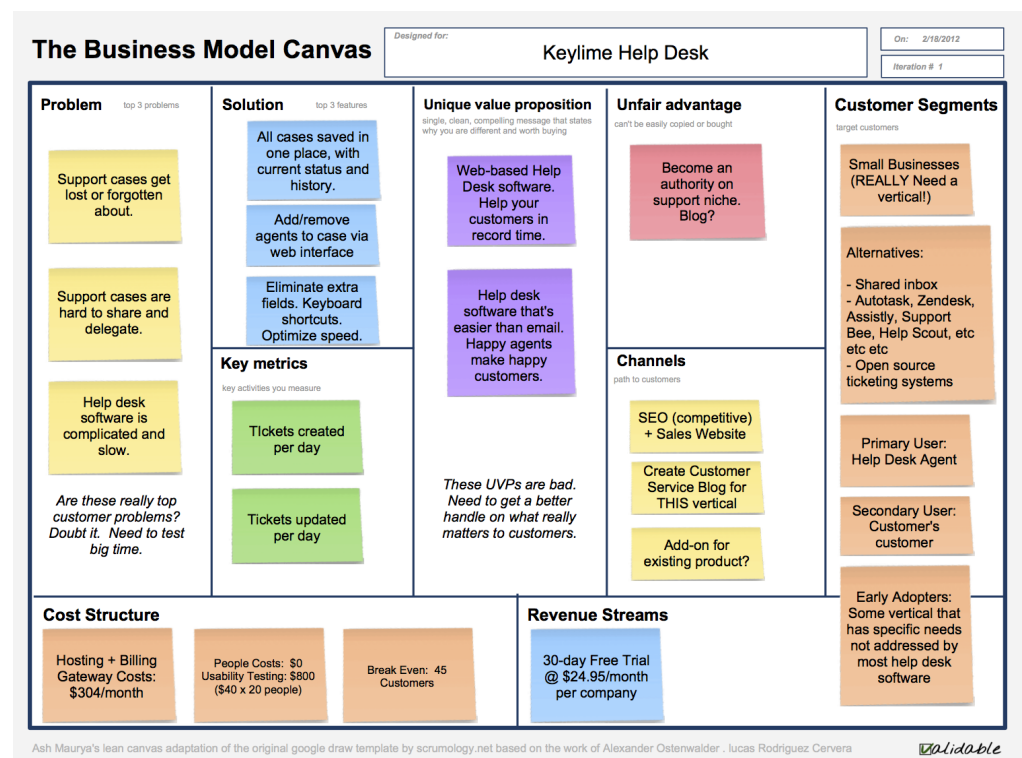 The Business Model Canvas
Designed for:
Keylime Help Desk
On: 2/18/2012
Iteration # 1
Problem
top 3 problems
Support cases get
lost or forgotten
about.
Support cases are
hard to share and
delegate.
Help desk
software is
complicated and
slow.
Are these really top
customer problems?
Doubt it. Need to test
big time.
Solution
top 3 features
All cases saved in
one place, with
current status and
history.
Add/remove
agents to case via
web interface
Eliminate extra
fields. Keyboard
shortcuts.
Optimize speed.
Key metrics
key activities you measure
TIckets created
per day
Tickets updated
per day
Unique value proposition
single, clean, compelling message that states
why you are different and worth buying
Web-based Help
Desk software.
Help your
customers in
record time.
Help desk
software that's
easier than email.
Happy agents
make happy
customers.
These UVPs are bad.
Need to get a better
handle on what really
matters to customers.
Unfair advantage
can't be easily copied or bought
Become an
authority on
support niche.
Blog?
Channels
path to customers
SEO (competitive)
+ Sales Website
Create Customer
Service Blog for
THIS vertical
Add-on for
existing product?
Customer Segments
target customers
Small Businesses
(REALLY Need a
vertical!)
Alternatives:
- Shared inbox
- Autotask, Zendesk,
Assistly, Support
Bee, Help Scout, etc
etc etc
- Open source
ticketing systems
Primary User:
Help Desk Agent
Secondary User:
Customer's
customer
Early Adopters:
Some vertical that
has specific needs
not addressed by
most help desk
software
Cost Structure
Hosting + Billing
Gateway Costs:
$304/month
People Costs: $0
Usability Testing: $800
($40 x 20 people)
Break Even: 45
Customers
Revenue Streams
30-day Free Trial
@ $24.95/month
per company
Ash Maurya's lean canvas adaptation of the original google draw template by scrumology.net based on the work of Alexander Ostenwalder . lucas Rodriguez Cervera
validable